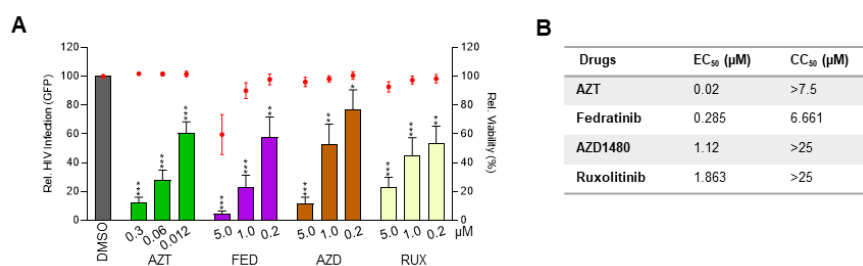 A
Rel. HIV Infection (GFP)
120
100
80
60
40
20
0
***
***
***
***
***
**
***
**
*
***
***
**
120
100
80
60
40
20
0
Rel. Viability (%)
DMSO
0.3 0.06 0.012 5.0 1.0 0.2 5.0 1.0 0.2 5.0 1.0 0.2 µM
AZT FED AZD RUX
B
Drugs EC50 (µM) CC50 (µM)
AZT 0.02 >7.5
Fedratinib 0.285 6.661
AZD1480 1.12 >25
Ruxolitinib 1.863 >25